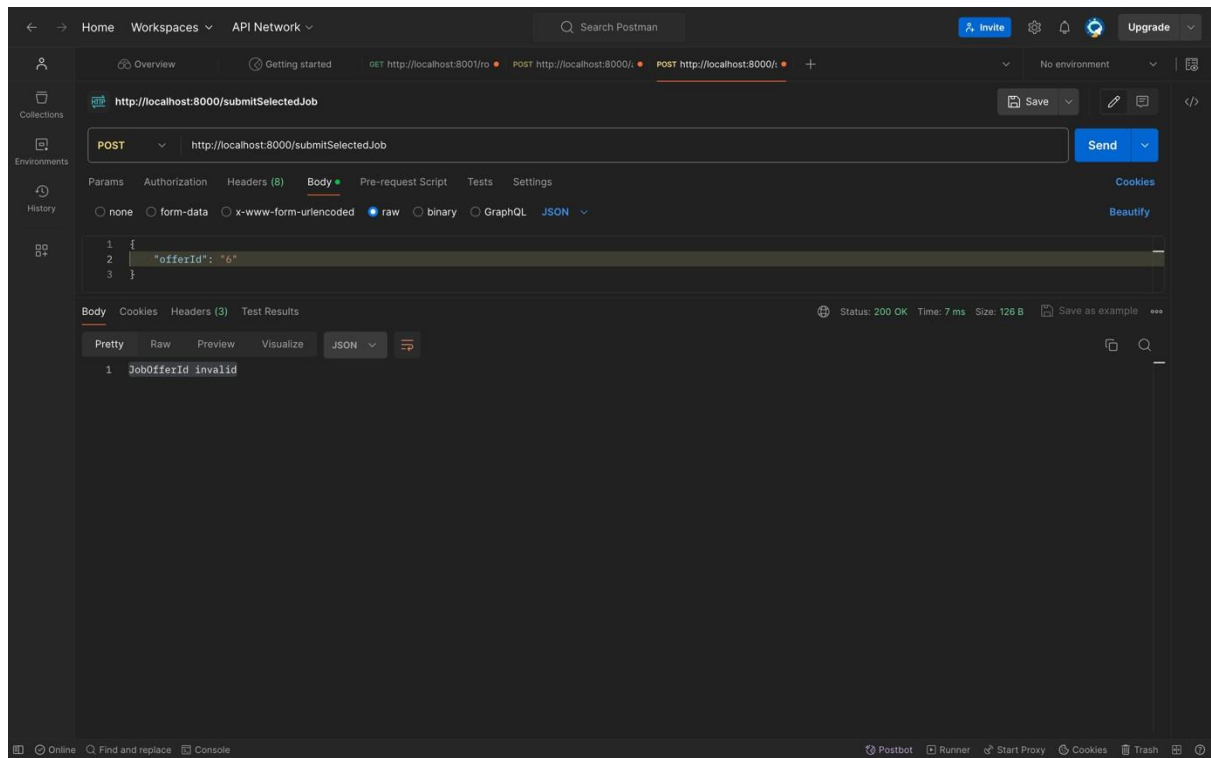 Home Workspaces API Network Search Postman Invite Upgrade
Overview Getting started GET http://localhost:8001/ro POST http://localhost:8000/: POST http://localhost:8000/: + No environment
HTTP http://localhost:8000/submitSelectedJob Save </>
Collections
POST http://localhost:8000/submitSelectedJob Send
Environments
Params Authorization Headers (8) Body Pre-request Script Tests Settings Cookies
History
none form-data x-www-form-urlencoded raw binary GraphQL JSON Beautify
1 {
2 "offerId": "6"
3 }
Body Cookies Headers (3) Test Results Status: 200 OK Time: 7 ms Size: 126 B Save as example
Pretty Raw Preview Visualize JSON
1 JobOfferId invalid
Online Find and replace Console Postbot Runner Start Proxy Cookies Trash